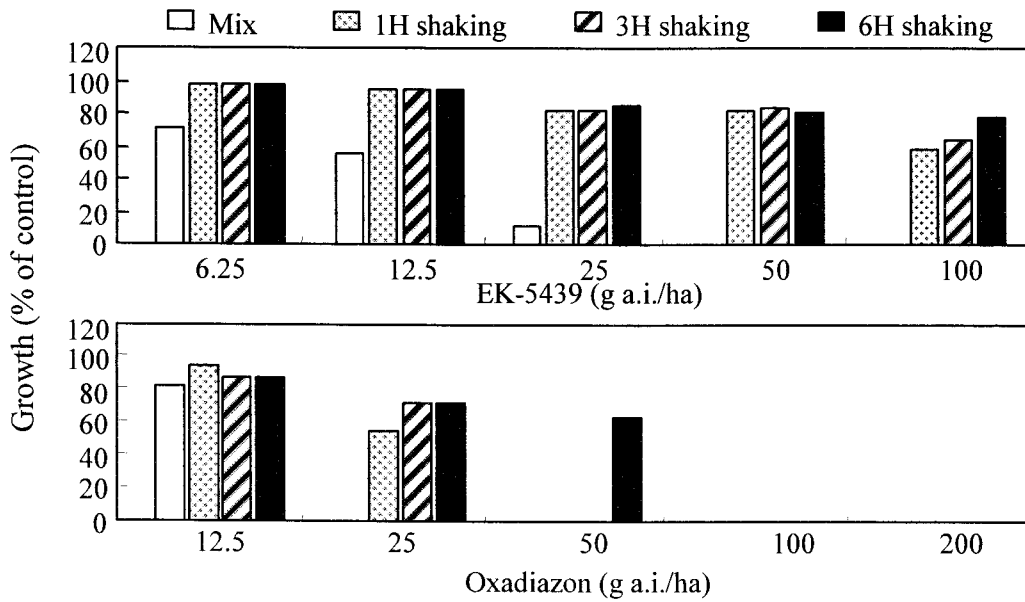 Mix 1H shaking 3H shaking 6H shaking
Growth (% of control)
120
100
80
60
40
20
0
6.25 12.5 25 50 100
EK-5439 (g a.i./ha)
120
100
80
60
40
20
0
12.5 25 50 100 200
Oxadiazon (g a.i./ha)